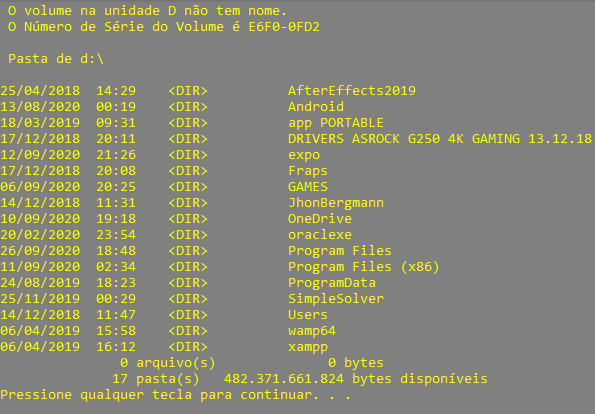 O volume na unidade D não tem nome.
O Número de Série do Volume é E6F0-0FD2
Pasta de d:\
25/04/2018 14:29 <DIR> AfterEffects2019
13/08/2020 00:19 <DIR> Android
18/03/2019 09:31 <DIR> app PORTABLE
17/12/2018 20:11 <DIR> DRIVERS ASROCK G250 4K GAMING 13.12.18
12/09/2020 21:26 <DIR> expo
17/12/2018 20:08 <DIR> Fraps
06/09/2020 20:25 <DIR> GAMES
14/12/2018 11:31 <DIR> JhonBergmann
10/09/2020 19:18 <DIR> OneDrive
20/02/2020 23:54 <DIR> oraclexe
26/09/2020 18:48 <DIR> Program Files
11/09/2020 02:34 <DIR> Program Files (x86)
24/08/2019 18:23 <DIR> ProgramData
25/11/2019 00:29 <DIR> SimpleSolver
14/12/2018 11:47 <DIR> Users
06/04/2019 15:58 <DIR> wamp64
06/04/2019 16:12 <DIR> xampp
0 arquivo(s) 0 bytes
17 pasta(s) 482.371.661.824 bytes disponíveis
Pressione qualquer tecla para continuar. . .